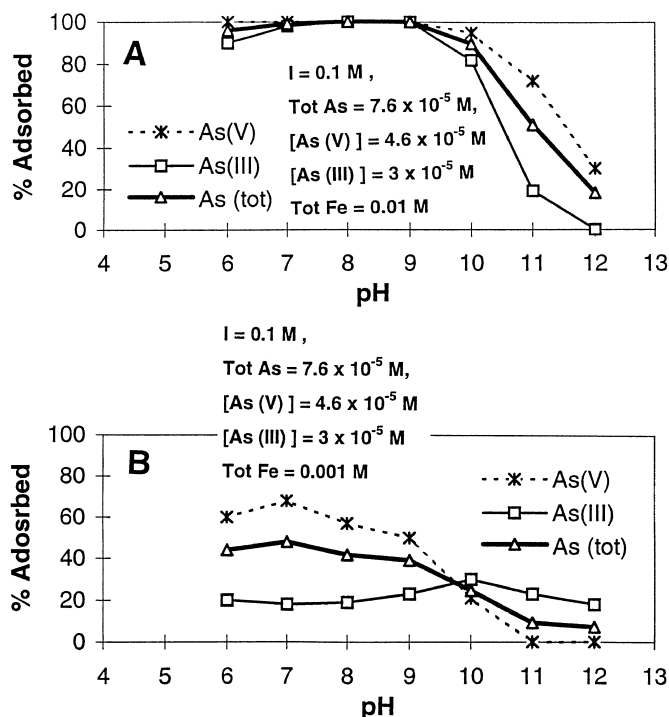 100
80
60
40
20
0
% Adsorbed
A
As(V)
As(III)
As (tot)
I = 0.1 M ,
Tot As = 7.6 x 10⁻⁵ M,
[As (V) ] = 4.6 x 10⁻⁵ M
[As (III) ] = 3 x 10⁻⁵ M
Tot Fe = 0.01 M
4 5 6 7 8 9 10 11 12 13
pH
I = 0.1 M ,
Tot As = 7.6 x 10⁻⁵ M,
[As (V) ] = 4.6 x 10⁻⁵ M
[As (III) ] = 3 x 10⁻⁵ M
Tot Fe = 0.001 M
100
80
60
40
20
0
% Adosrbed
B
As(V)
As(III)
As (tot)
4 5 6 7 8 9 10 11 12 13
pH